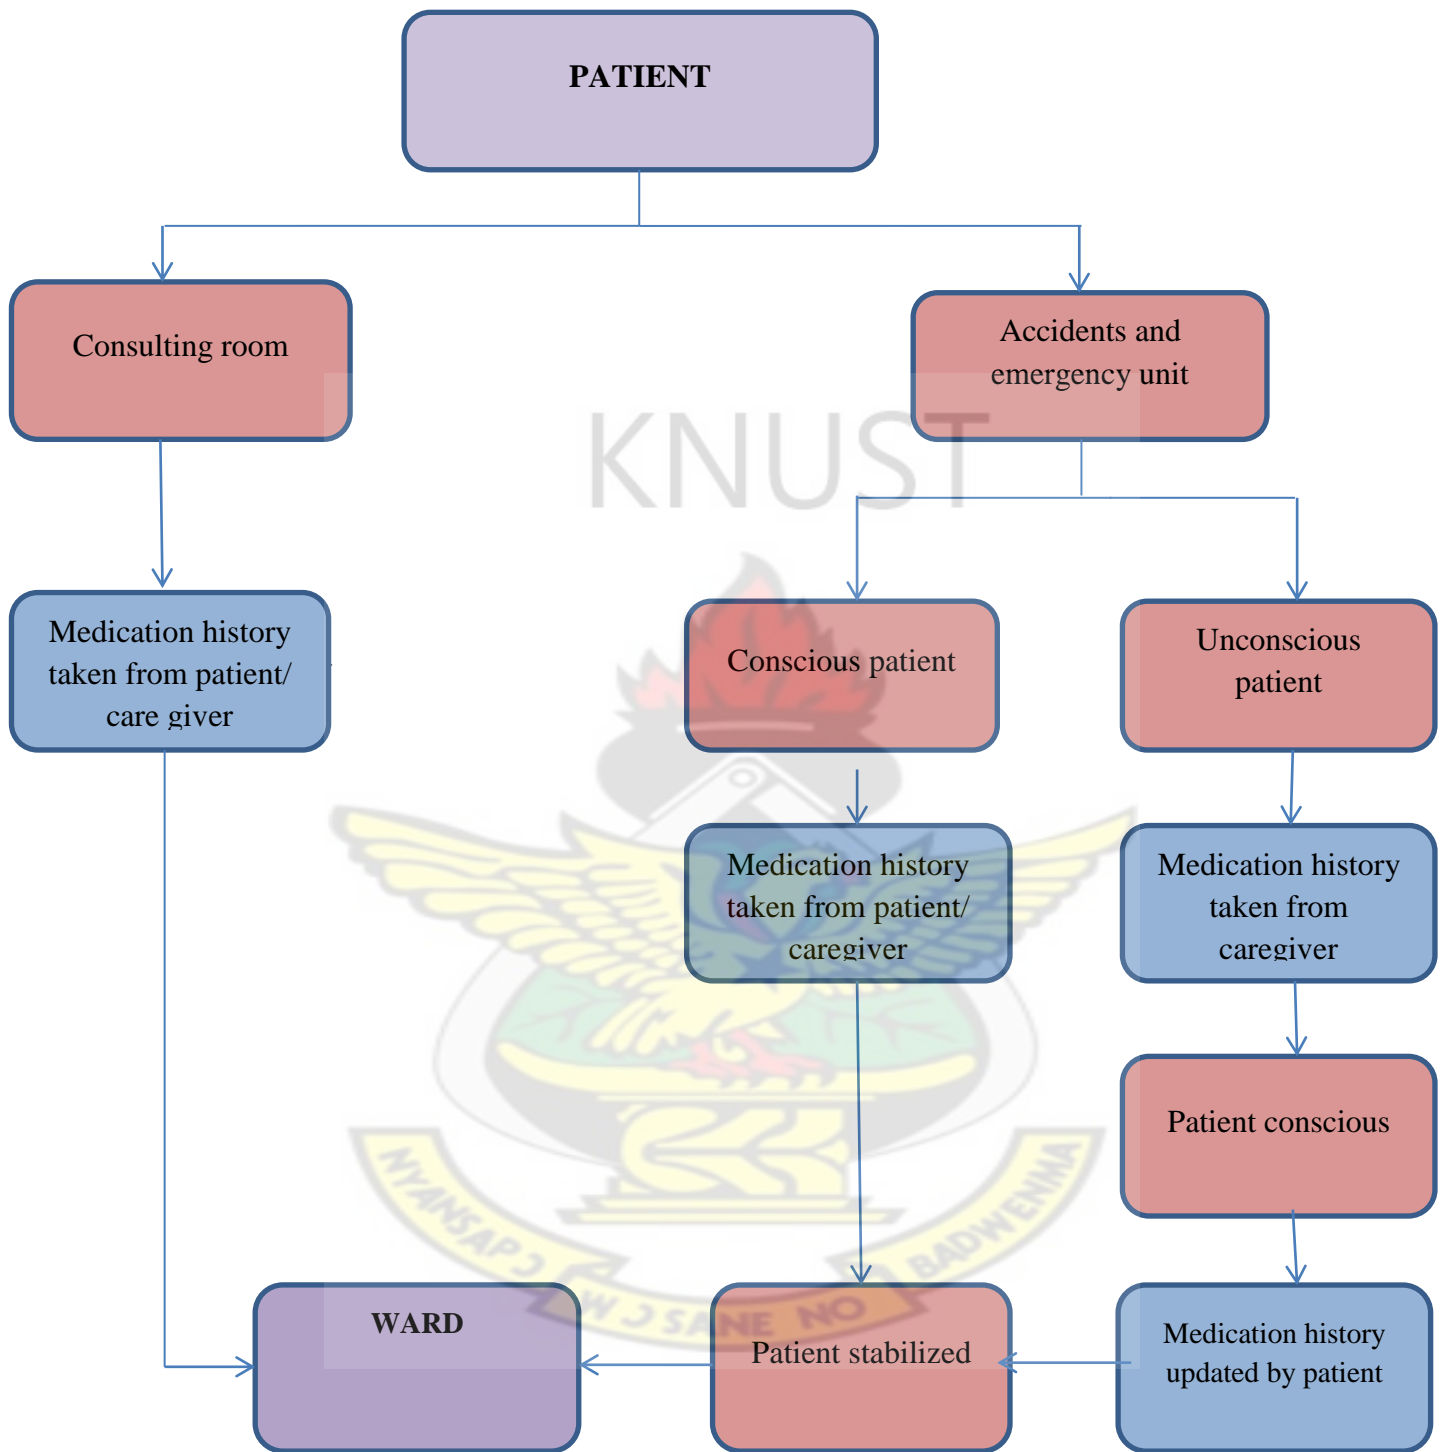 PATIENT
Consulting room
Accidents and
emergency unit
KNUST
Medication history
taken from patient/
care giver
Conscious patient
Unconscious
patient
Medication history
taken from patient/
caregiver
Medication history
taken from
caregiver
Patient conscious
NYANSAPƆ WƆSANE NO BADWENMA
WARD
Patient stabilized
Medication history
updated by patient